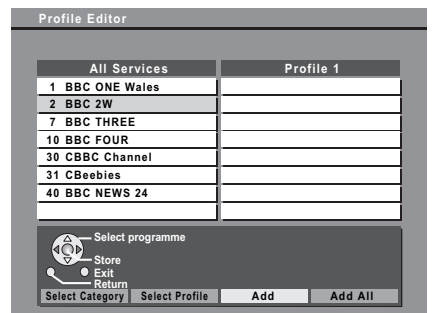 Profile Editor
All Services Profile 1
1 BBC ONE Wales
2 BBC 2W
7 BBC THREE
10 BBC FOUR
30 CBBC Channel
31 CBeebies
40 BBC NEWS 24
Select programme
Store
Exit
Return
Select Category Select Profile Add Add All